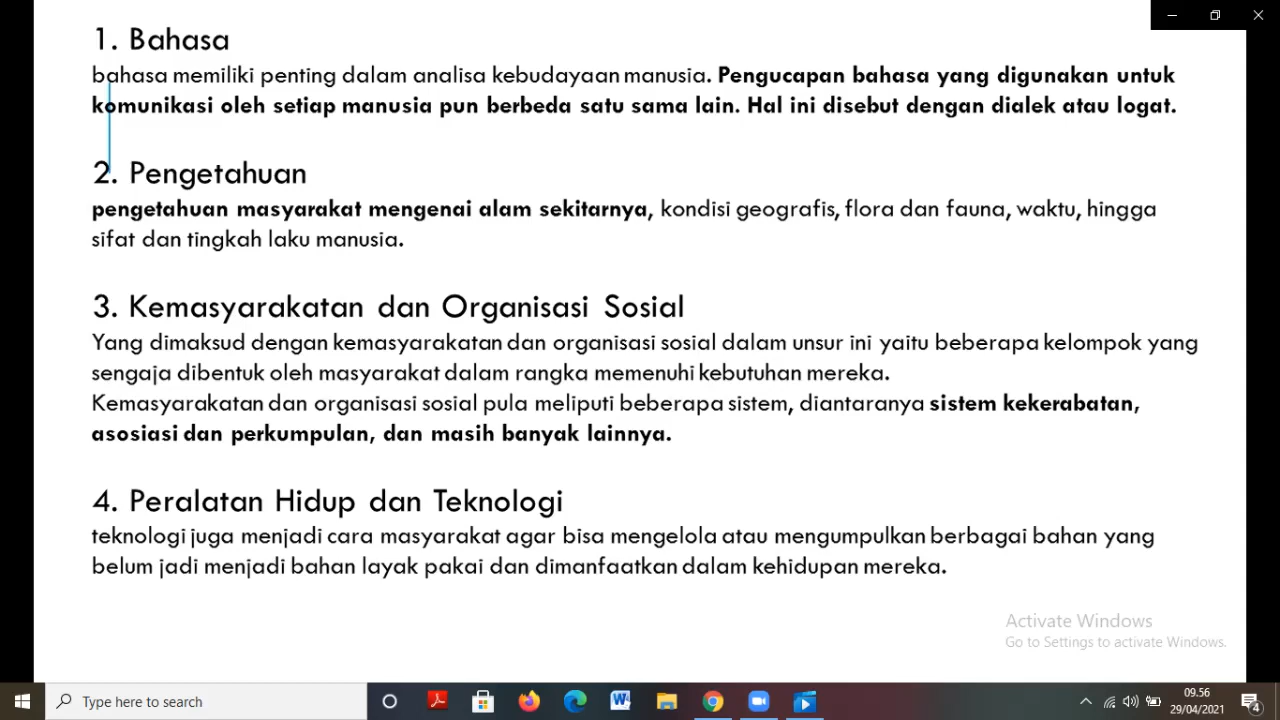 1. Bahasa
bahasa memiliki penting dalam analisa kebudayaan manusia. Pengucapan bahasa yang digunakan untuk
komunikasi oleh setiap manusia pun berbeda satu sama lain. Hal ini disebut dengan dialek atau logat.
2. Pengetahuan
pengetahuan masyarakat mengenai alam sekitarnya, kondisi geografis, flora dan fauna, waktu, hingga
sifat dan tingkah laku manusia.
3. Kemasyarakatan dan Organisasi Sosial
Yang dimaksud dengan kemasyarakatan dan organisasi sosial dalam unsur ini yaitu beberapa kelompok yang
sengaja dibentuk oleh masyarakat dalam rangka memenuhi kebutuhan mereka.
Kemasyarakatan dan organisasi sosial pula meliputi beberapa sistem, diantaranya sistem kekerabatan,
asosiasi dan perkumpulan, dan masih banyak lainnya.
4. Peralatan Hidup dan Teknologi
teknologi juga menjadi cara masyarakat agar bisa mengelola atau mengumpulkan berbagai bahan yang
belum jadi menjadi bahan layak pakai dan dimanfaatkan dalam kehidupan mereka.
Activate Windows
Go to Settings to activate Windows.
Type here to search
09.56
29/04/2021
4